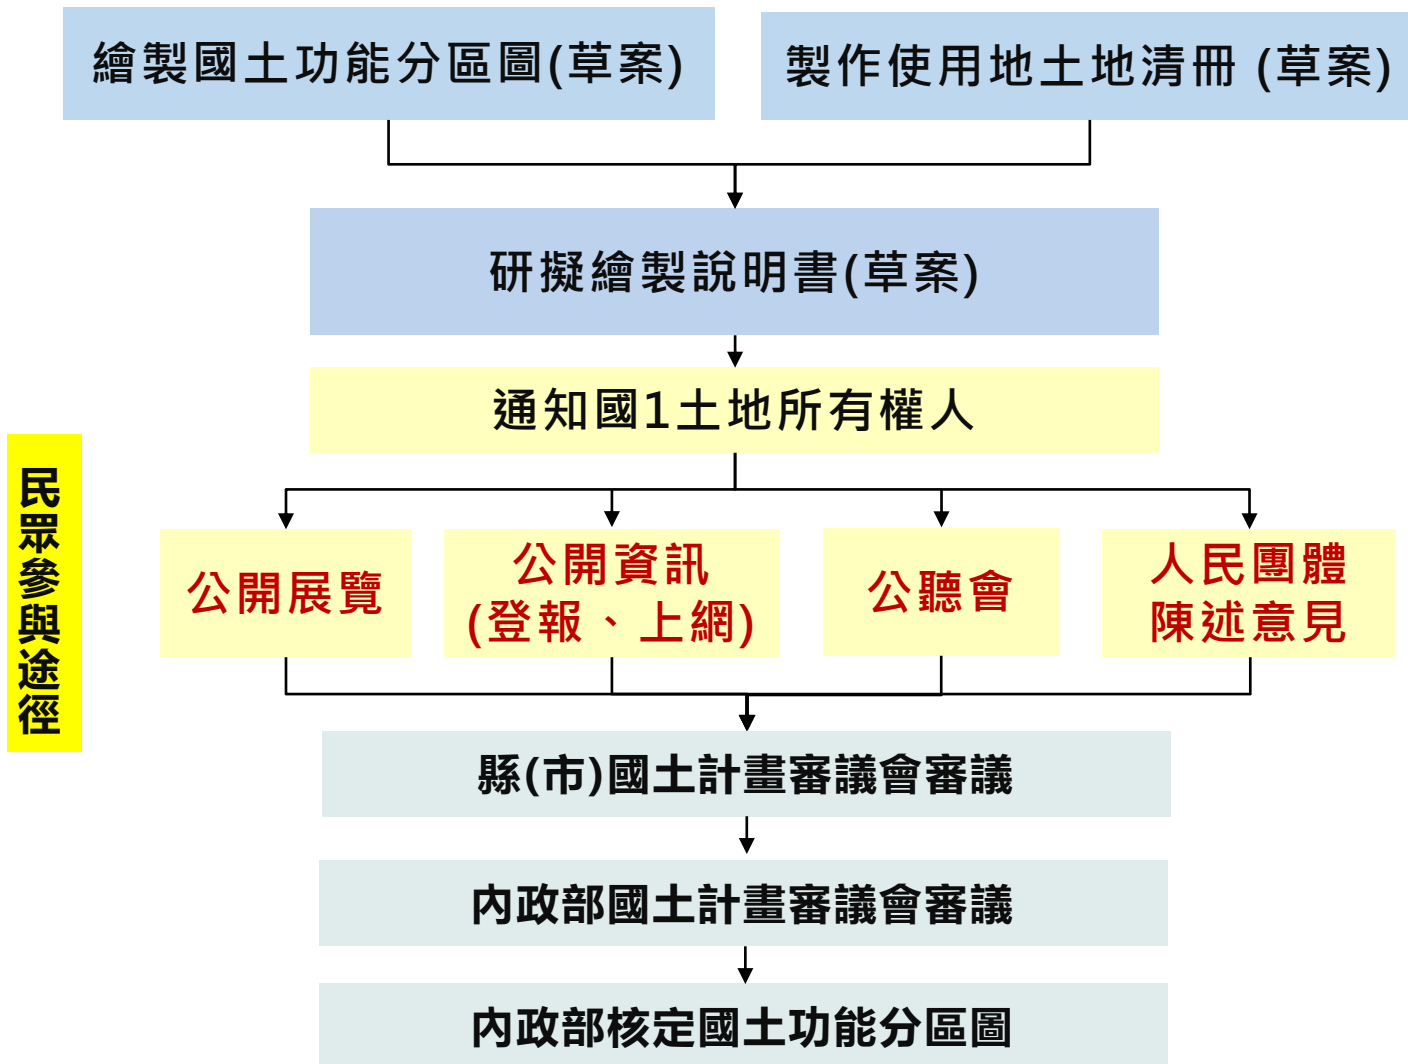 繪製國土功能分區圖(草案)
製作使用地土地清冊 (草案)
研擬繪製說明書(草案)
通知國1土地所有權人
民眾參與途徑
公開展覽
公開資訊
(登報、上網)
公聽會
人民團體
陳述意見
縣(市)國土計畫審議會審議
內政部國土計畫審議會審議
內政部核定國土功能分區圖